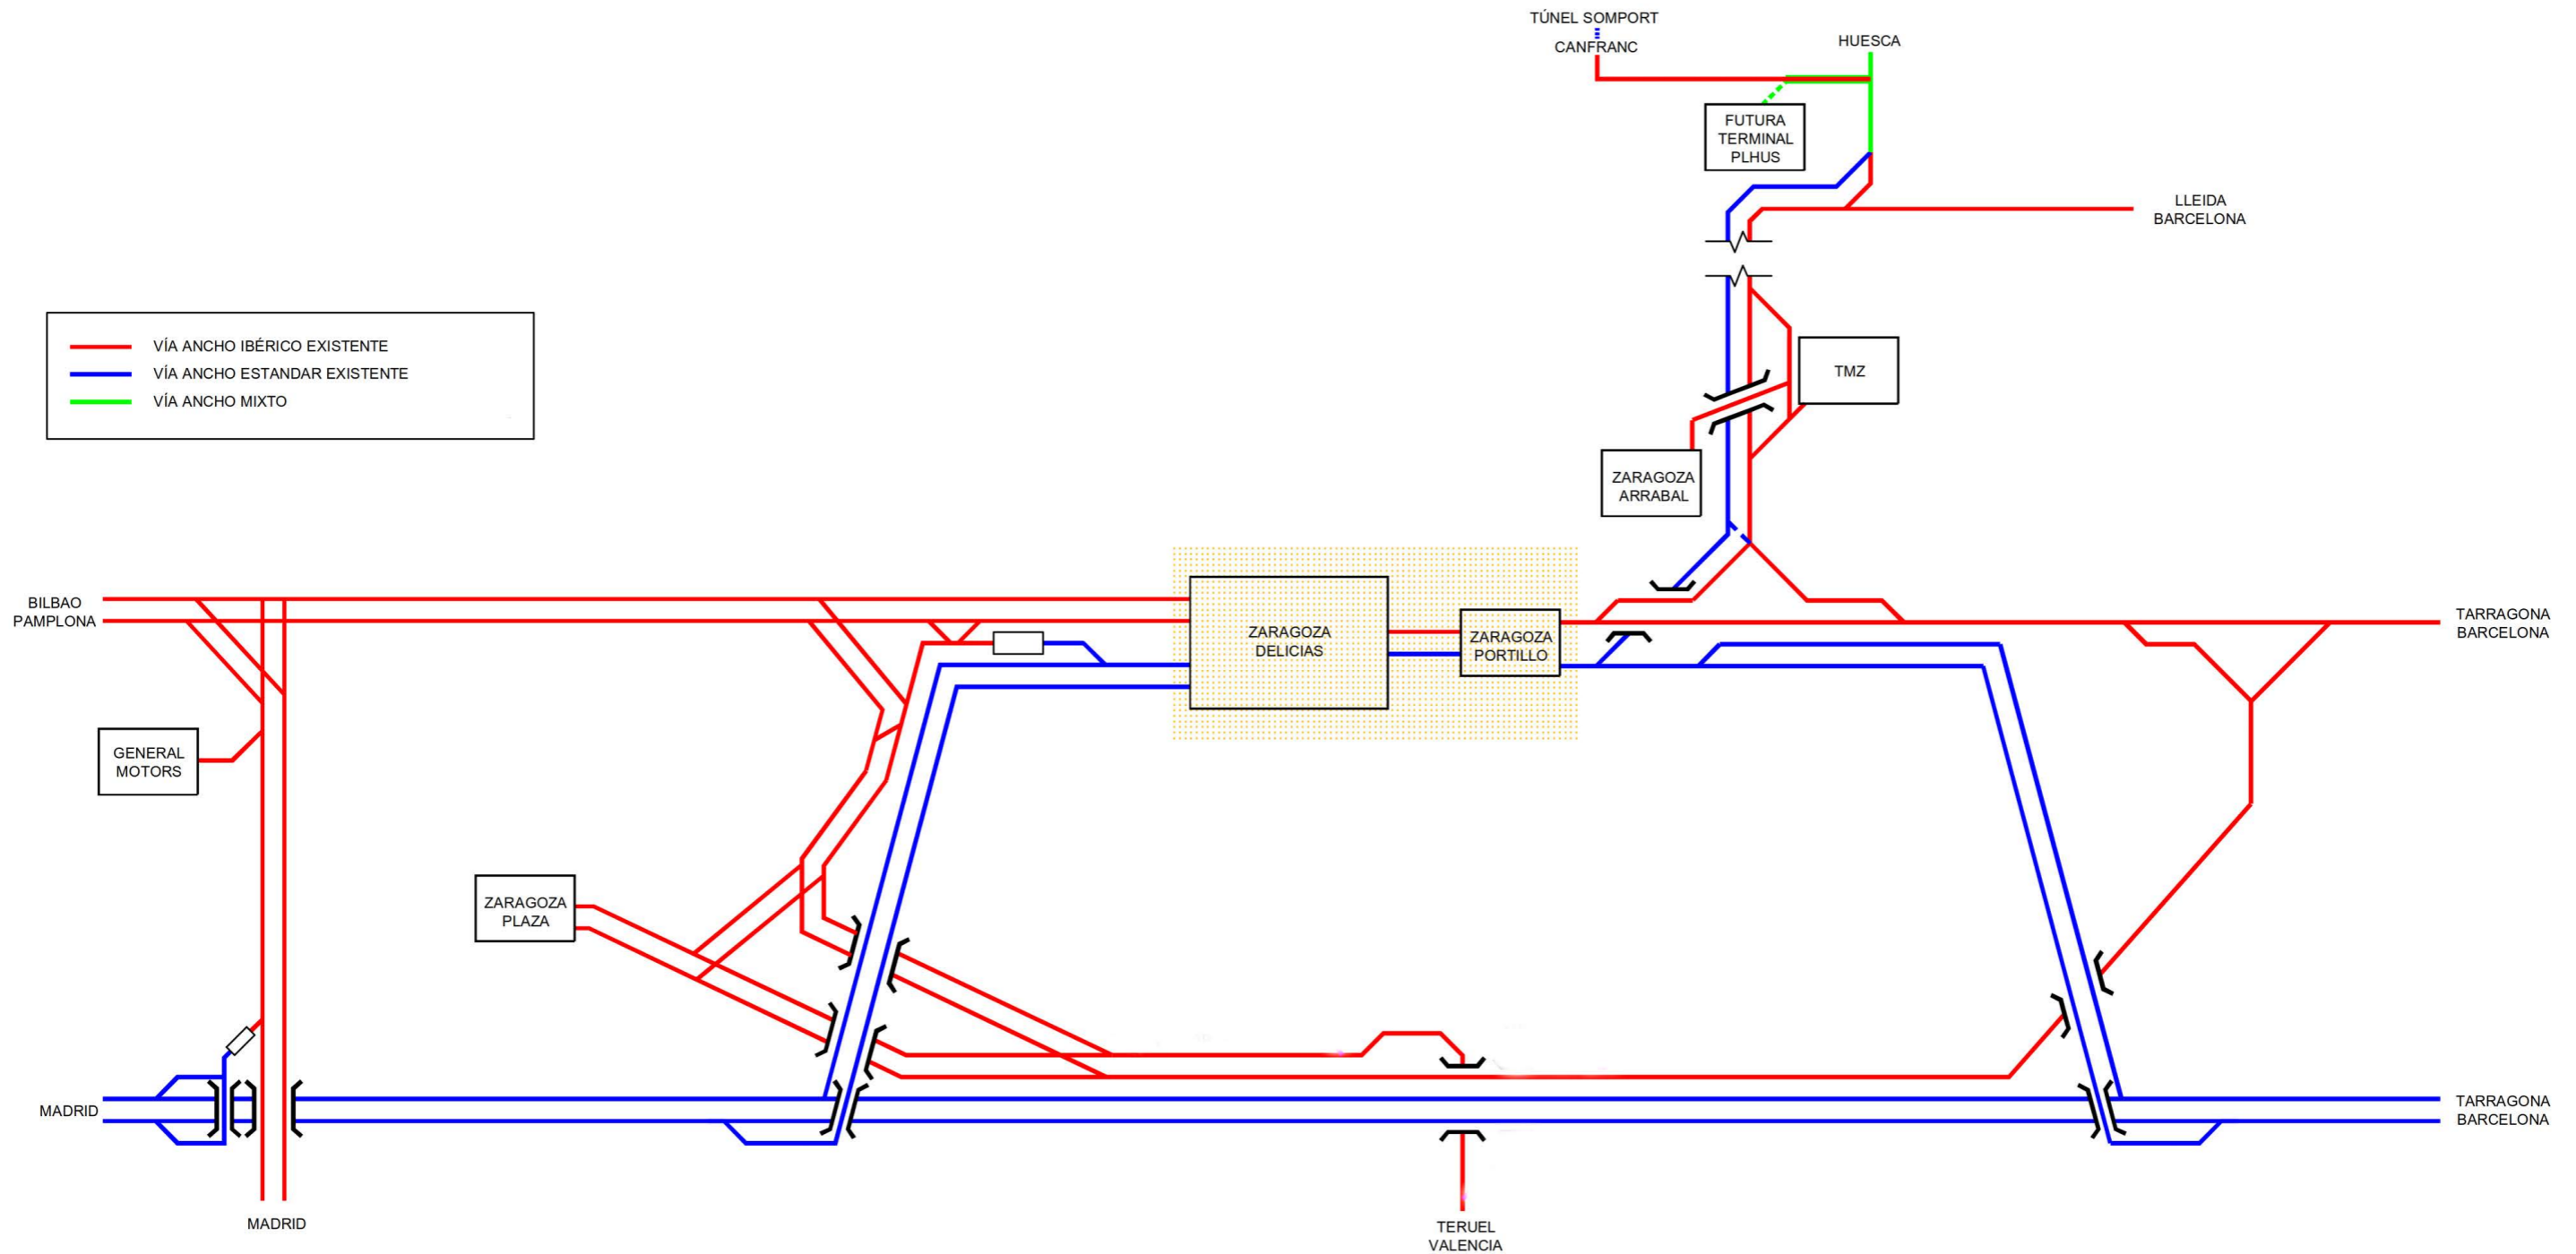 TÚNEL SOMPORT
CANFRANC
HUESCA
FUTURA
TERMINAL
PLHUS
LLEIDA
BARCELONA
VÍA ANCHO IBÉRICO EXISTENTE
VÍA ANCHO ESTANDAR EXISTENTE
VÍA ANCHO MIXTO
TMZ
ZARAGOZA
ARRABAL
BILBAO
PAMPLONA
ZARAGOZA
DELICIAS
ZARAGOZA
PORTILLO
TARRAGONA
BARCELONA
GENERAL
MOTORS
ZARAGOZA
PLAZA
MADRID
TARRAGONA
BARCELONA
MADRID
TERUEL
VALENCIA